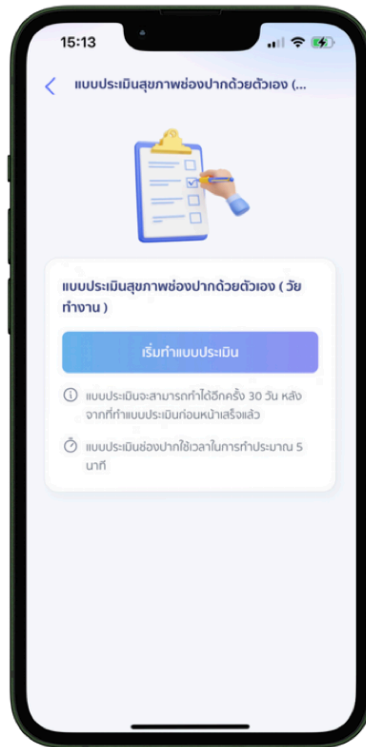 15:13
แบบประเมินสุขภาพช่องปากด้วยตัวเอง (...
แบบประเมินสุขภาพช่องปากด้วยตัวเอง ( วัย
ทำงาน )
เริ่มทำแบบประเมิน
แบบประเมินจะสามารถทำได้อีกครั้ง 30 วัน หลัง
จากที่ทำแบบประเมินก่อนหน้าเสร็จแล้ว
แบบประเมินช่องปากใช้เวลาในการทำประมาณ 5
นาที